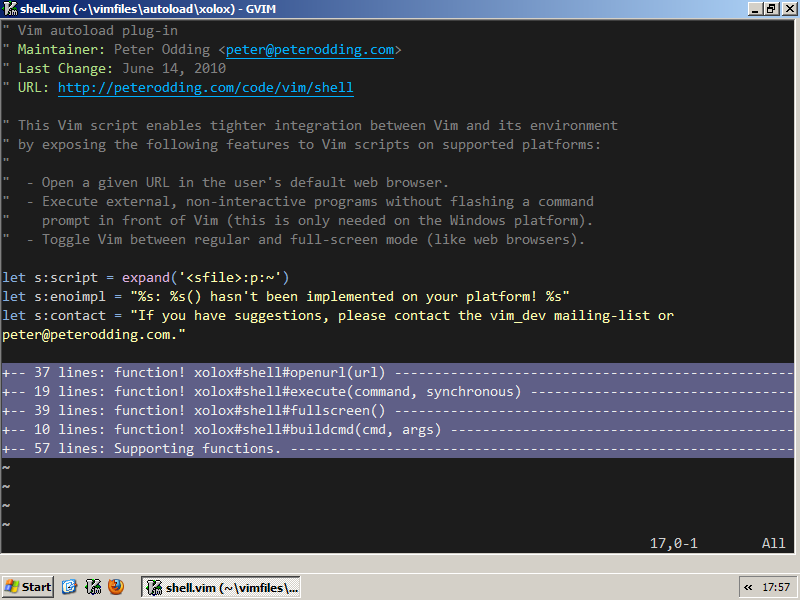 shell.vim (~\vimfiles\autoload\xolox) - GVIM
" Vim autoload plug-in
" Maintainer: Peter Odding <peter@peterodding.com>
" Last Change: June 14, 2010
" URL: http://peterodding.com/code/vim/shell
" This Vim script enables tighter integration between Vim and its environment
" by exposing the following features to Vim scripts on supported platforms:
"
"  - Open a given URL in the user's default web browser.
"  - Execute external, non-interactive programs without flashing a command
"    prompt in front of Vim (this is only needed on the Windows platform).
"  - Toggle Vim between regular and full-screen mode (like web browsers).
let s:script = expand('<sfile>:p:~')
let s:enoimpl = "%s: %s() hasn't been implemented on your platform! %s"
let s:contact = "If you have suggestions, please contact the vim_dev mailing-list or
peter@peterodding.com."
+-- 37 lines: function! xolox#shell#openurl(url) --------------------------------------------------
+-- 19 lines: function! xolox#shell#execute(command, synchronous) ---------------------------------
+-- 39 lines: function! xolox#shell#fullscreen() --------------------------------------------------
+-- 10 lines: function! xolox#shell#buildcmd(cmd, args) -------------------------------------------
+-- 57 lines: Supporting functions. ---------------------------------------------------------------
~
~
~
~
17,0-1 All
Start shell.vim (~\vimfiles\... « 17:57